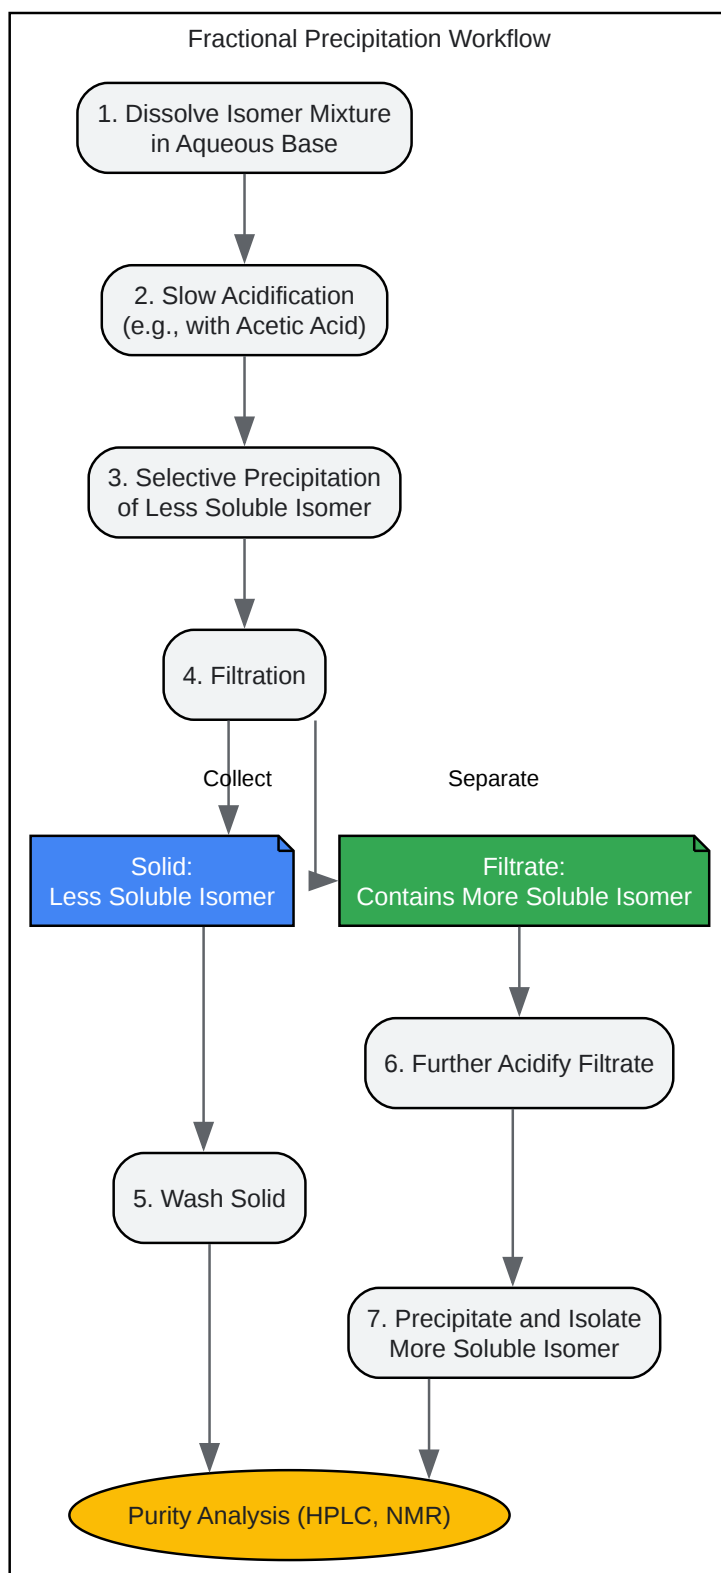 Fractional Precipitation Workflow
1. Dissolve Isomer Mixture
in Aqueous Base
2. Slow Acidification
(e.g., with Acetic Acid)
3. Selective Precipitation
of Less Soluble Isomer
4. Filtration
Collect
Separate
Solid:
Less Soluble Isomer
Filtrate:
Contains More Soluble Isomer
6. Further Acidify Filtrate
5. Wash Solid
7. Precipitate and Isolate
More Soluble Isomer
Purity Analysis (HPLC, NMR)